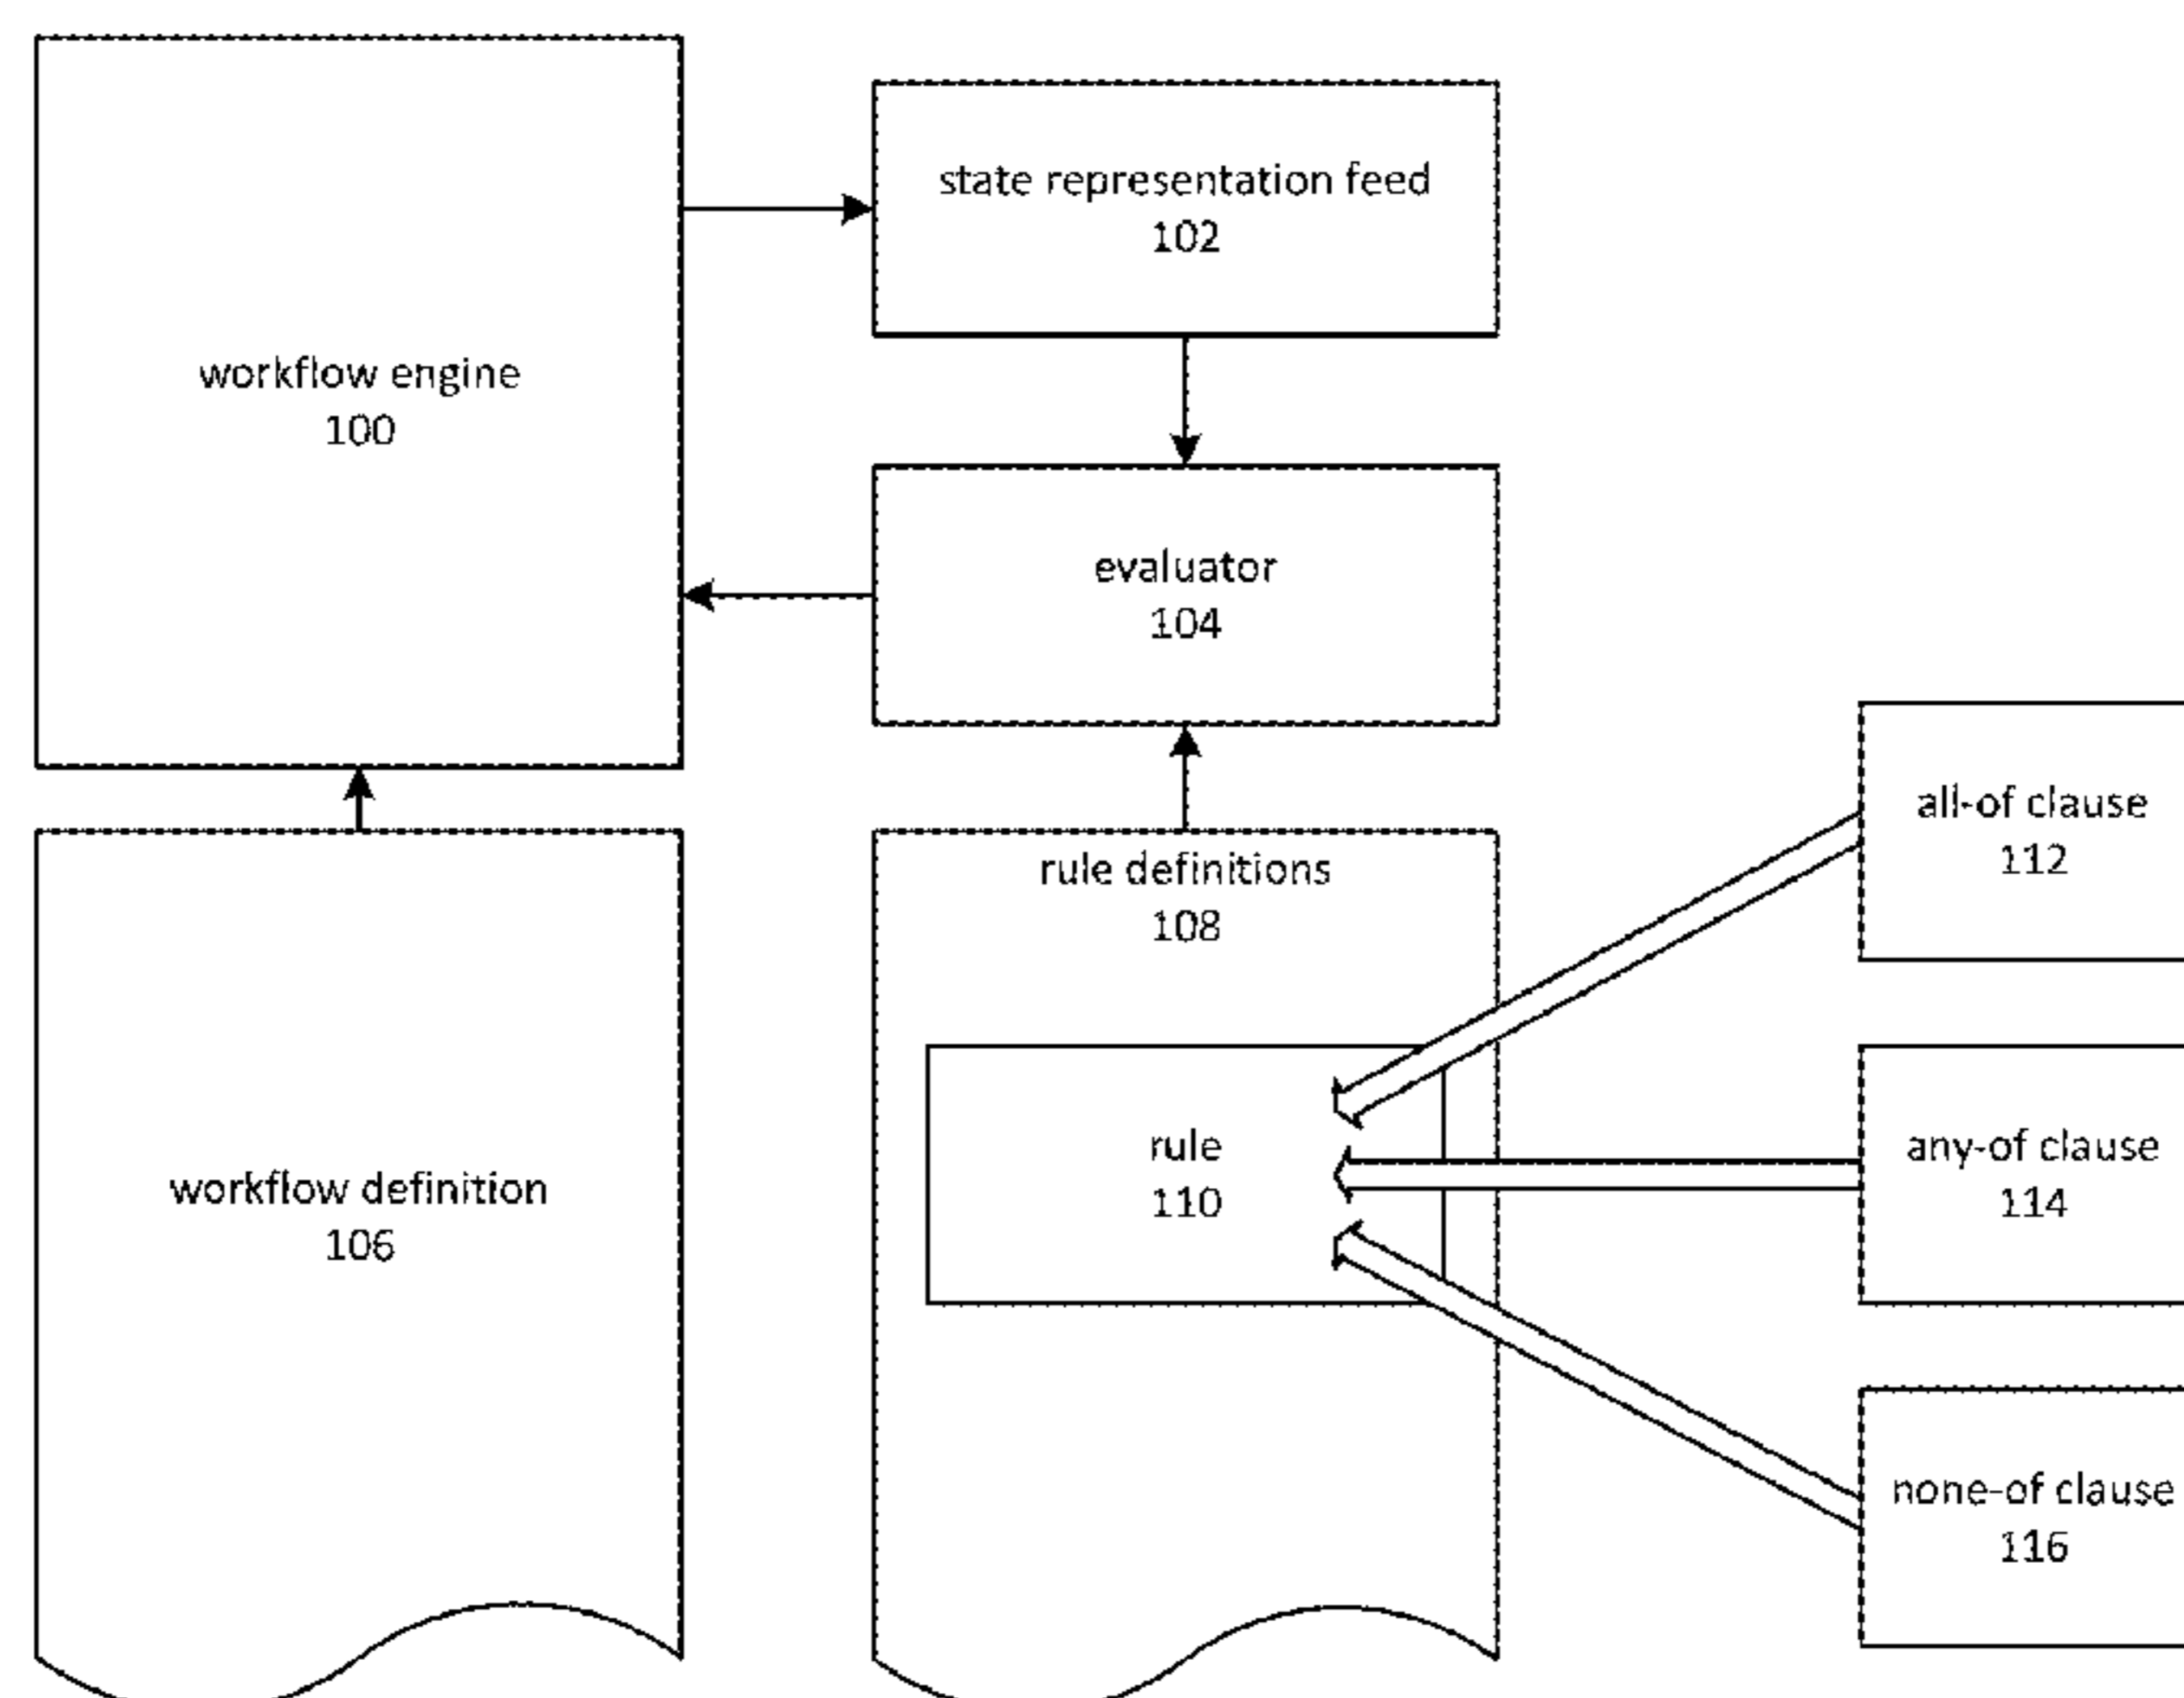 workflow engine
100
state representation feed
102
evaluator
104
workflow definition
106
rule definitions
108
rule
110
all-of clause
112
any-of clause
114
none-of clause
116